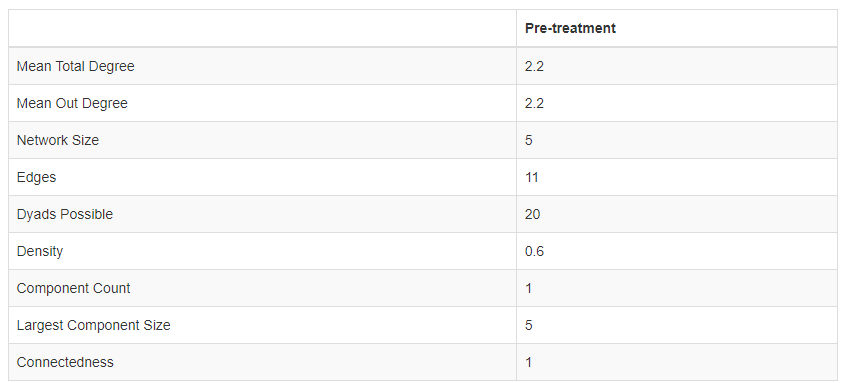 Pre-treatment
Mean Total Degree 2.2
Mean Out Degree 2.2
Network Size 5
Edges 11
Dyads Possible 20
Density 0.6
Component Count 1
Largest Component Size 5
Connectedness 1